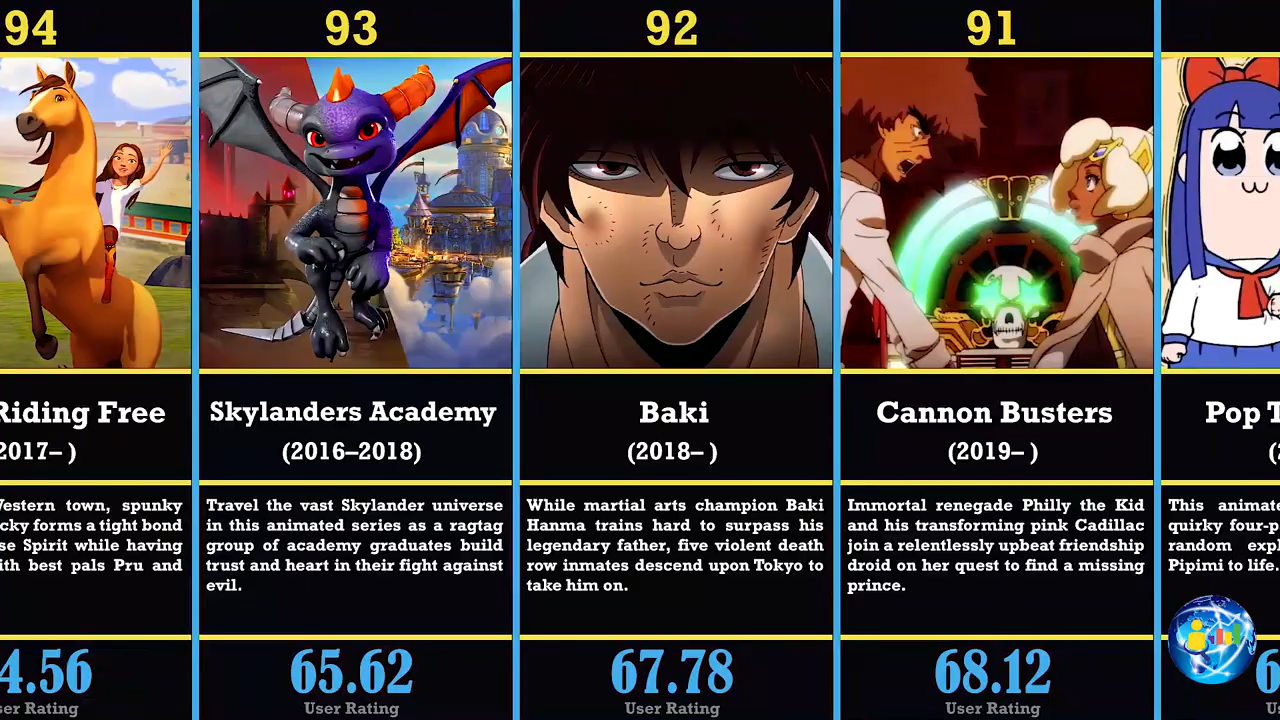 94
Riding Free
2017– )
Western town, spunky
cky forms a tight bond
se Spirit while having
ith best pals Pru and
4.56
ser Rating
93
Skylanders Academy
(2016–2018)
Travel the vast Skylander universe
in this animated series as a ragtag
group of academy graduates build
trust and heart in their fight against
evil.
65.62
User Rating
92
Baki
(2018– )
While martial arts champion Baki
Hanma trains hard to surpass his
legendary father, five violent death
row inmates descend upon Tokyo to
take him on.
67.78
User Rating
91
Cannon Busters
(2019– )
Immortal renegade Philly the Kid
and his transforming pink Cadillac
join a relentlessly upbeat friendship
droid on her quest to find a missing
prince.
68.12
User Rating
Pop T
(2
This animat
quirky four-p
random expl
Pipimi to life.
6
Us